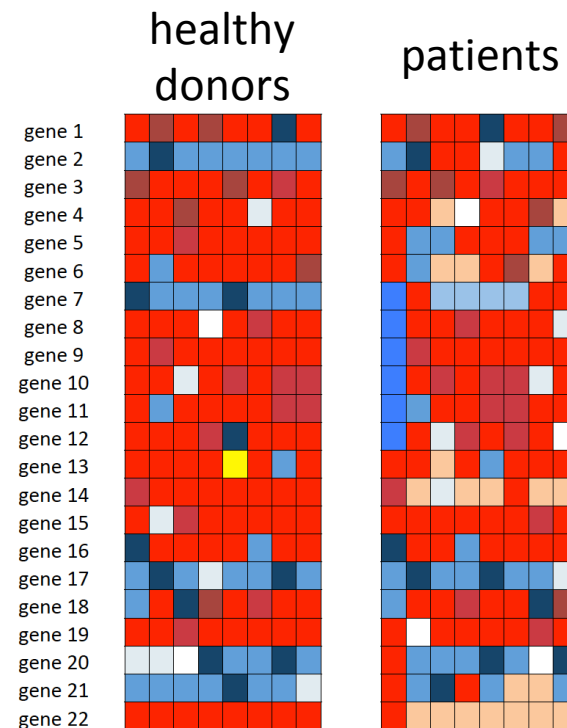 healthy
donors
patients
gene 1
gene 2
gene 3
gene 4
gene 5
gene 6
gene 7
gene 8
gene 9
gene 10
gene 11
gene 12
gene 13
gene 14
gene 15
gene 16
gene 17
gene 18
gene 19
gene 20
gene 21
gene 22